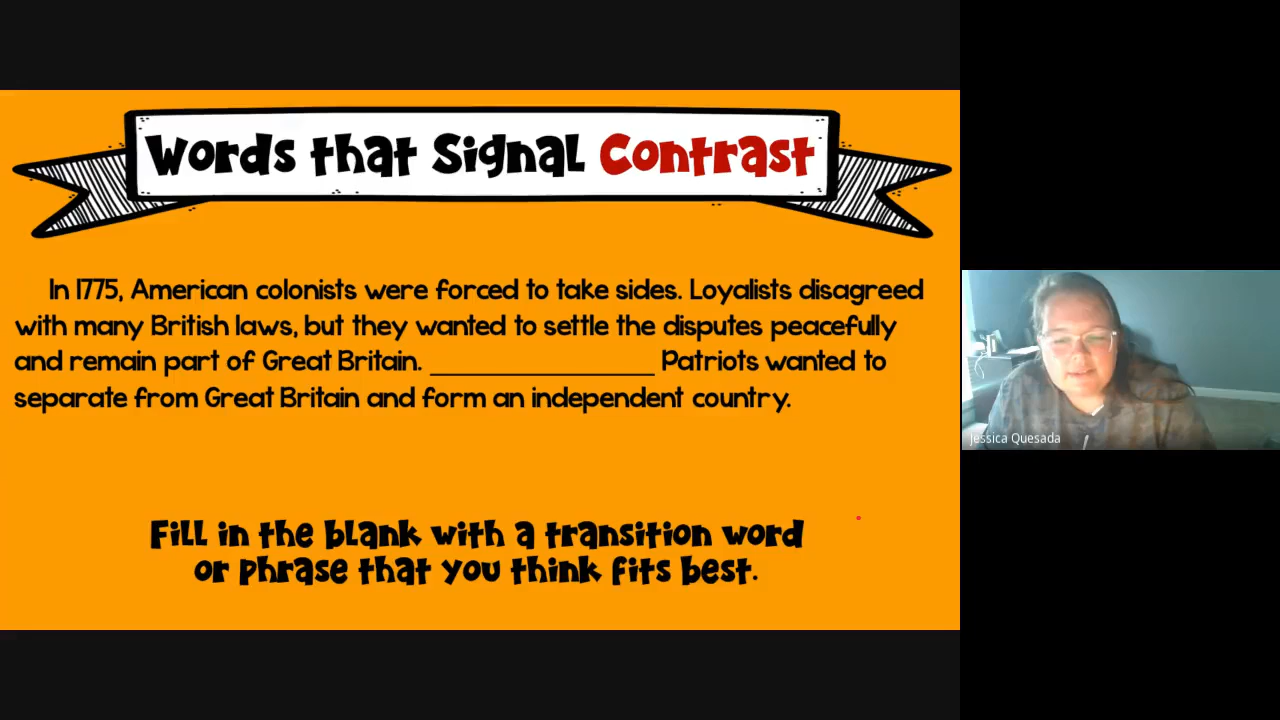 Words that Signal Contrast
In 1775, American colonists were forced to take sides. Loyalists disagreed
with many British laws, but they wanted to settle the disputes peacefully
and remain part of Great Britain. ____________________ Patriots wanted to
separate from Great Britain and form an independent country.
Fill in the blank with a transition word
or phrase that you think fits best.
Jessica Quesada